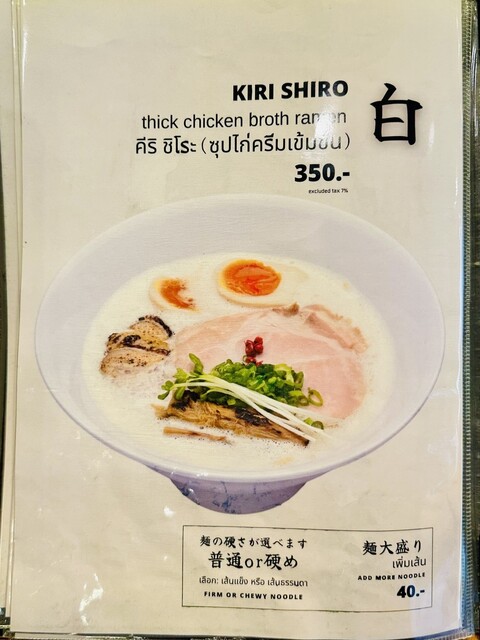 KIRI SHIRO
白
thick chicken broth ramen
คีริ ชิโระ (ซุปไก่ครีมเข้มข้น)
350.-
excluded tax 7%
麺の硬さが選べます
普通or硬め
เลือก: เส้นแข็ง หรือ เส้นธรรมดา
FIRM OR CHEWY NOODLE
麺大盛り
เพิ่มเส้น
ADD MORE NOODLE
40.-